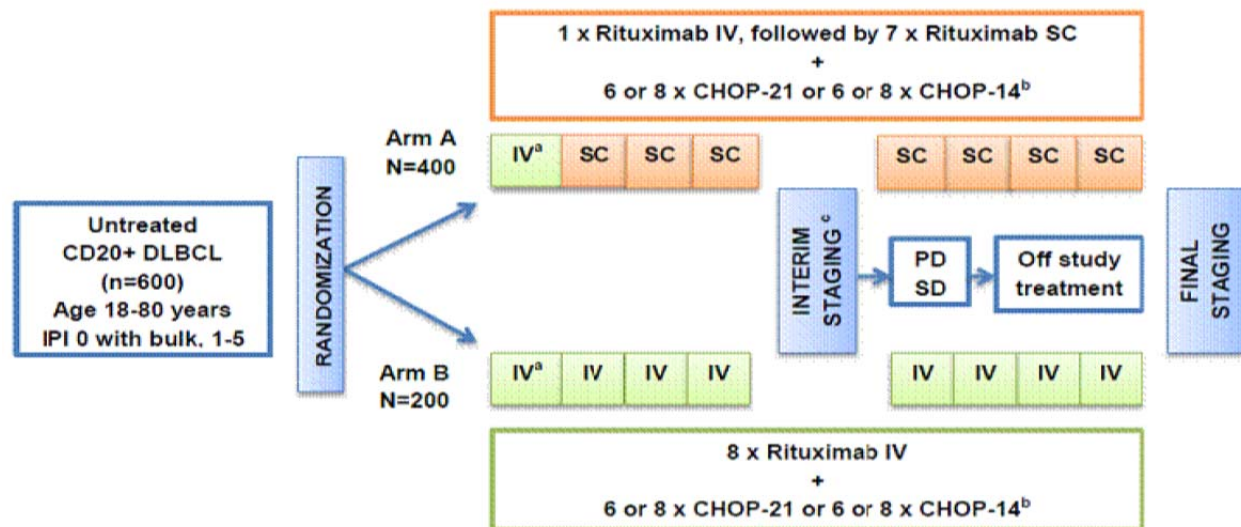 1 x Rituximab IV, followed by 7 x Rituximab SC
+
6 or 8 x CHOP-21 or 6 or 8 x CHOP-14ᵇ
Arm A
N=400
IVᵃ SC SC SC
SC SC SC SC
Untreated
CD20+ DLBCL
(n=600)
Age 18-80 years
IPI 0 with bulk, 1-5
RANDOMIZATION
INTERIM
STAGING ᶜ
PD
SD
Off study
treatment
FINAL
STAGING
Arm B
N=200
IVᵃ IV IV IV
IV IV IV IV
8 x Rituximab IV
+
6 or 8 x CHOP-21 or 6 or 8 x CHOP-14ᵇ